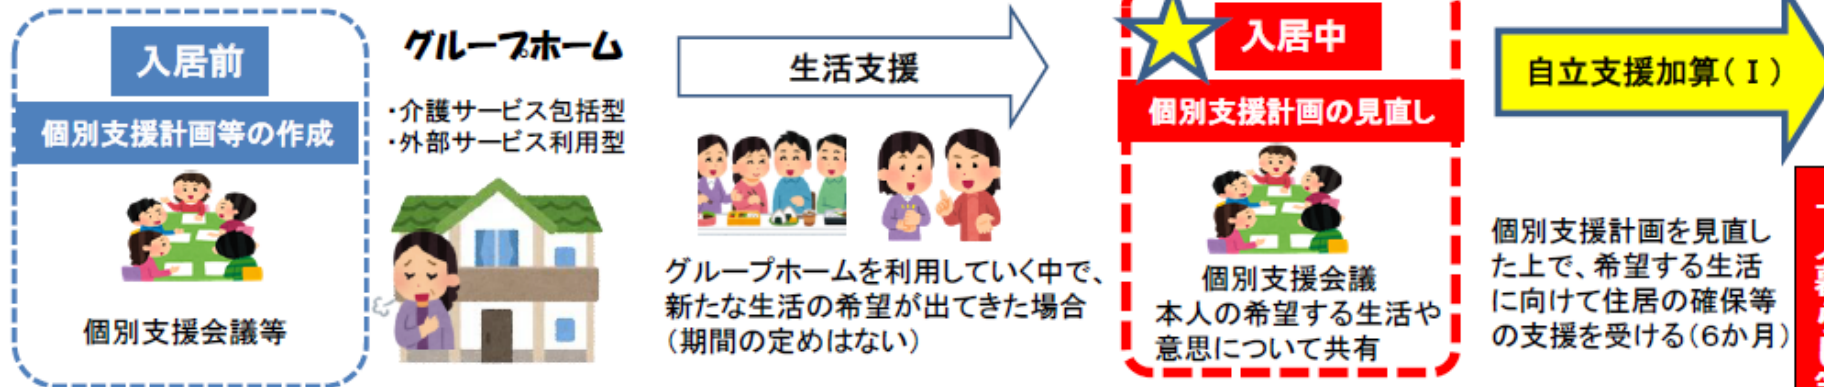 入居前
個別支援計画等の作成
個別支援会議等
グループホーム
・介護サービス包括型
・外部サービス利用型
生活支援
グループホームを利用していく中で、
新たな生活の希望が出てきた場合
(期間の定めはない)
入居中
個別支援計画の見直し
個別支援会議
本人の希望する生活や
意思について共有
自立支援加算(Ⅰ)
個別支援計画を見直し
た上で、希望する生活
に向けて住居の確保等
の支援を受ける(6か月)